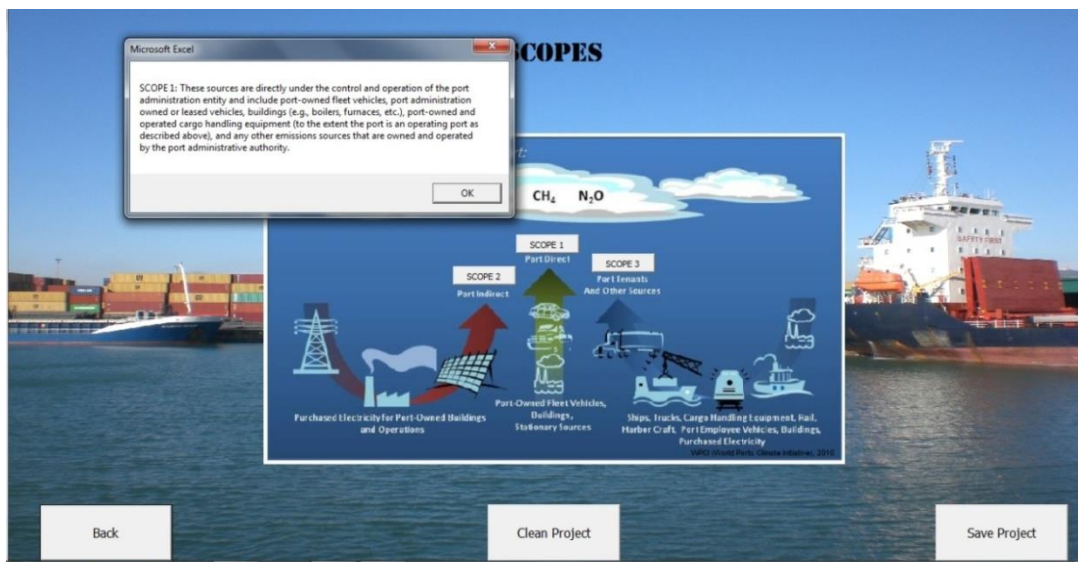 Microsoft Excel
SCOPES
SCOPE 1: These sources are directly under the control and operation of the port
administration entity and include port-owned fleet vehicles, port administration
owned or leased vehicles, buildings (e.g., boilers, furnaces, etc.), port-owned and
operated cargo handling equipment (to the extent the port is an operating port as
described above), and any other emissions sources that are owned and operated
by the port administrative authority.
OK
CH₄ N₂O
SCOPE 1
Port Direct
SCOPE 2
Port Indirect
SCOPE 3
Port Tenants
And Other Sources
SAFETY FIRST
Purchased Electricity for Port-Owned Buildings
and Operations
Port-Owned Fleet Vehicles,
Buildings,
Stationary Sources
Ships, Trucks, Cargo Handling Equipment, Rail,
Harbor Craft, Port Employee Vehicles, Buildings,
Purchased Electricity
WPCI (World Ports Climate Initiative), 2010
Back
Clean Project
Save Project